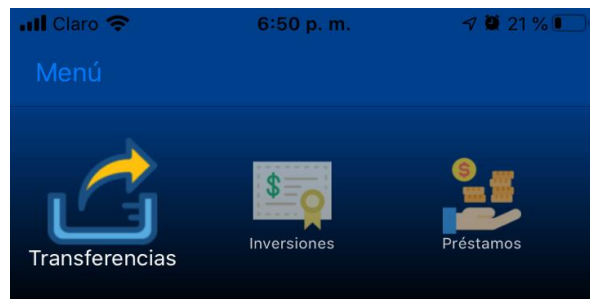 Claro 6:50 p. m. 21 %
Menú
$ $
Transferencias Inversiones Préstamos